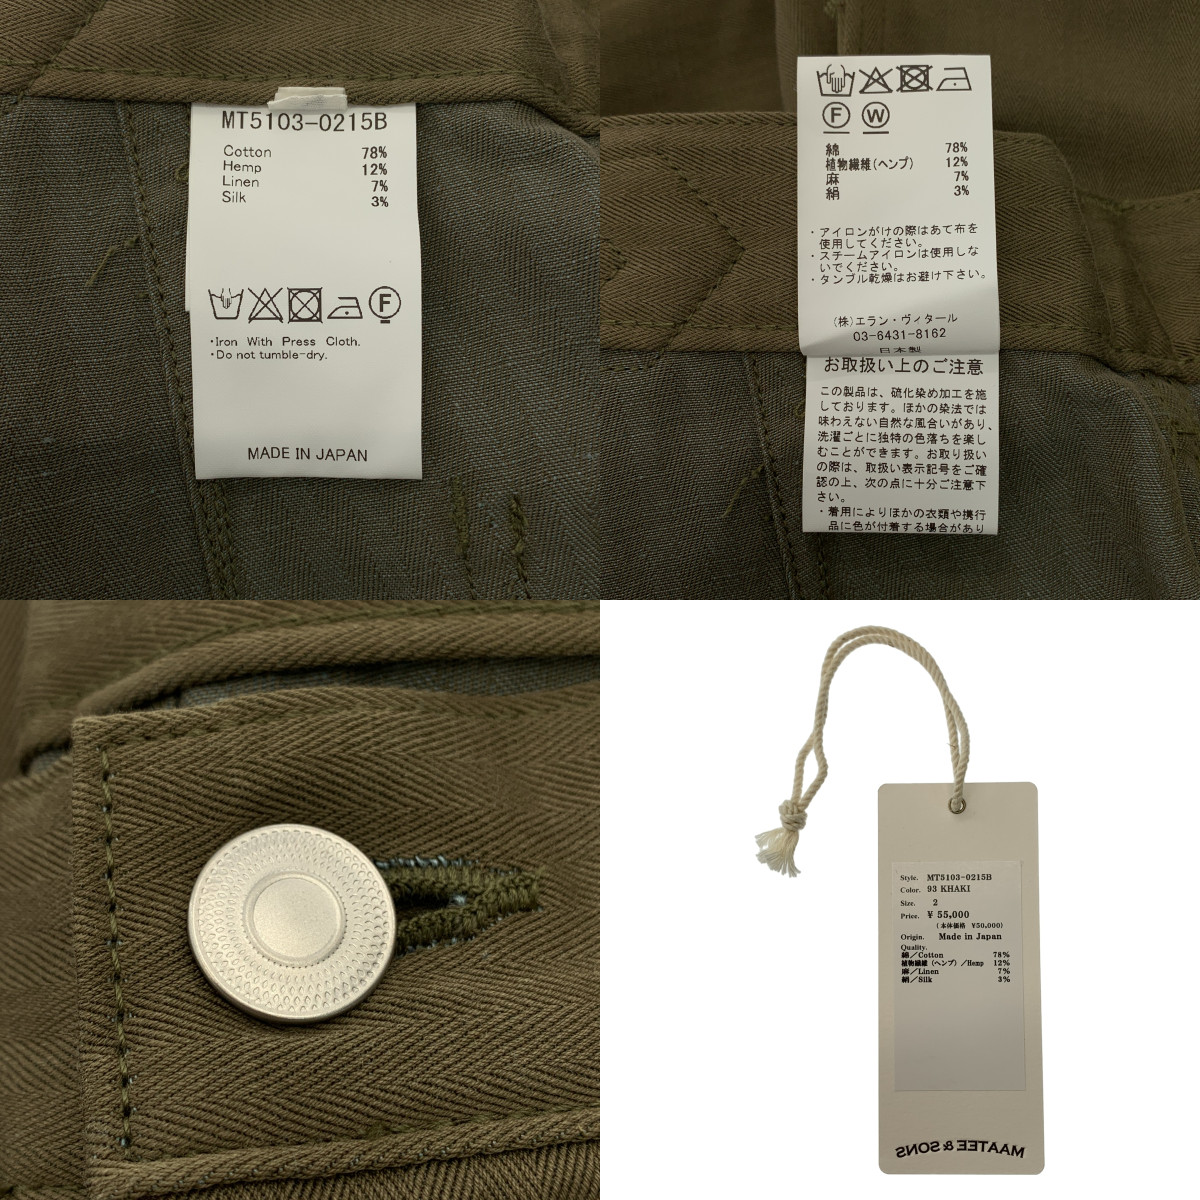 MT5103-0215B
Cotton 78%
Hemp 12%
Linen 7%
Silk 3%
F
・Iron With Press Cloth.
・Do not tumble-dry.
MADE IN JAPAN
F W
綿 78%
植物繊維(ヘンプ) 12%
麻 7%
絹 3%
・アイロンがけの際はあて布を
使用してください。
・スチームアイロンは使用しな
いでください。
・タンブル乾燥はお避け下さい。
(株)エラン・ヴィタール
03-6431-8162
日本製
お取扱い上のご注意
この製品は、硫化染め加工を施
しております。ほかの染法では
味わえない自然な風合いがあり、
洗濯ごとに独特の色落ちを楽し
むことができます。お取り扱い
の際は、取扱い表示記号をご確
認の上、次の点に十分ご注意下
さい。
・着用によりほかの衣類や携行
品に色が付着する場合があり
Style. MT5103-0215B
Color. 93 KHAKI
Size. 2
Price. ¥ 55,000
(本体価格 ¥50,000)
Origin. Made in Japan
Quality.
綿/Cotton 78%
植物繊維(ヘンプ)/Hemp 12%
麻/Linen 7%
絹/Silk 3%
MAATEE & SONS